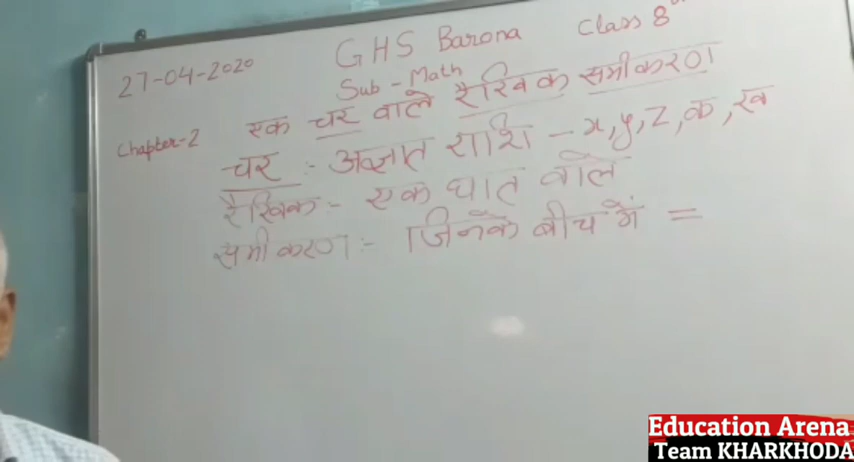 27-04-2020 GHS Barona Class 8th
Sub - Math
Chapter-2 एक चर वाले रैखिक समीकरण
चर :- अज्ञात राशि - x, y, z, क, ख
रैखिक :- एक घात वाले
समीकरण :- जिनके बीच में =
Education Arena
Team KHARKHODA